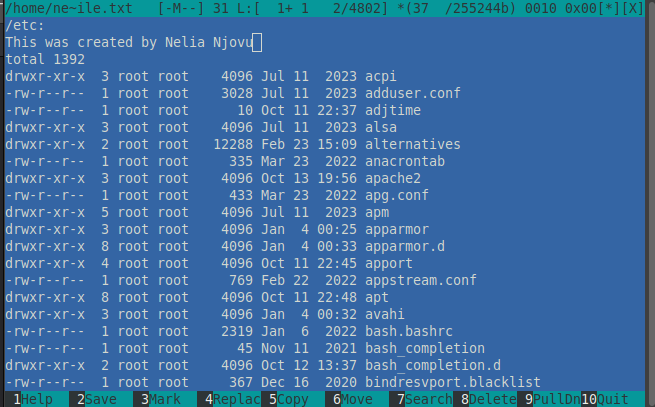 /home/ne~ile.txt [-M--] 31 L:[ 1+ 1 2/4802] *(37 /255244b) 0010 0x00[*][X]
/etc:
This was created by Nelia Njovu
total 1392
drwxr-xr-x 3 root root 4096 Jul 11 2023 acpi
-rw-r--r-- 1 root root 3028 Jul 11 2023 adduser.conf
-rw-r--r-- 1 root root 10 Oct 11 22:37 adjtime
drwxr-xr-x 3 root root 4096 Jul 11 2023 alsa
drwxr-xr-x 2 root root 12288 Feb 23 15:09 alternatives
-rw-r--r-- 1 root root 335 Mar 23 2022 anacrontab
drwxr-xr-x 3 root root 4096 Oct 13 19:56 apache2
-rw-r--r-- 1 root root 433 Mar 23 2022 apg.conf
drwxr-xr-x 5 root root 4096 Jul 11 2023 apm
drwxr-xr-x 3 root root 4096 Jan 4 00:25 apparmor
drwxr-xr-x 8 root root 4096 Jan 4 00:33 apparmor.d
drwxr-xr-x 4 root root 4096 Oct 11 22:45 apport
-rw-r--r-- 1 root root 769 Feb 22 2022 appstream.conf
drwxr-xr-x 8 root root 4096 Oct 11 22:48 apt
drwxr-xr-x 3 root root 4096 Jan 4 00:32 avahi
-rw-r--r-- 1 root root 2319 Jan 6 2022 bash.bashrc
-rw-r--r-- 1 root root 45 Nov 11 2021 bash_completion
drwxr-xr-x 2 root root 4096 Oct 12 13:37 bash_completion.d
-rw-r--r-- 1 root root 367 Dec 16 2020 bindresvport.blacklist
1Help 2Save 3Mark 4Replac 5Copy 6Move 7Search 8Delete 9PullDn 10Quit